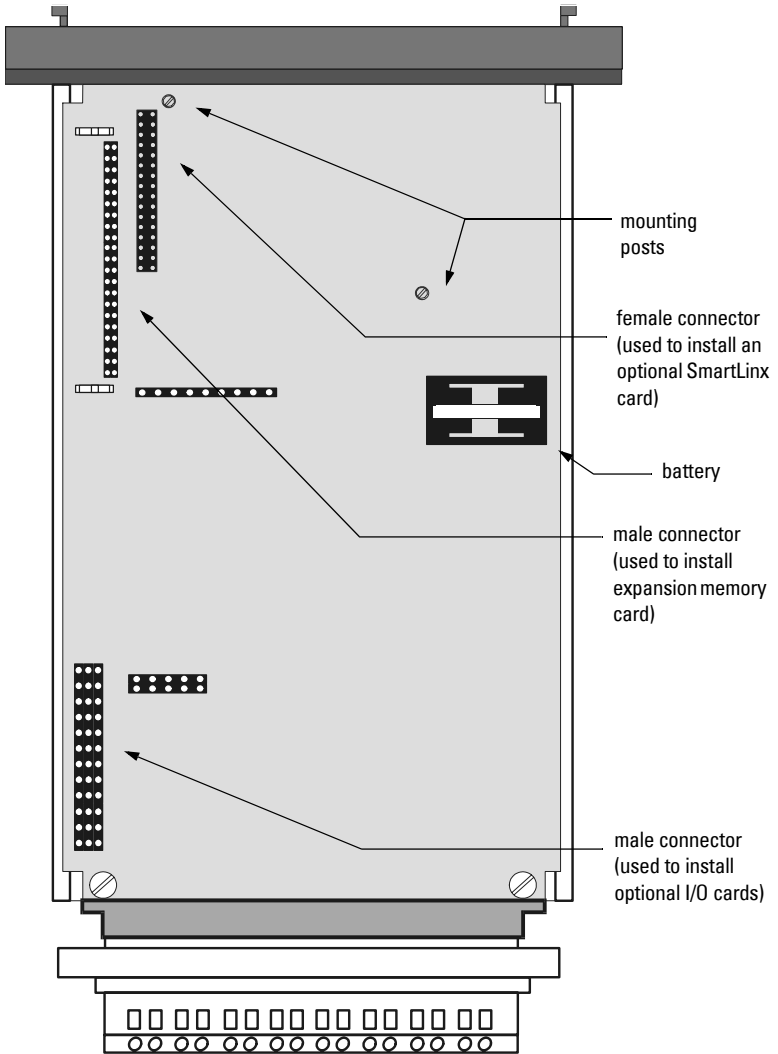 mounting
posts
female connector
(used to install an
optional SmartLinx
card)
battery
male connector
(used to install
expansion memory
card)
male connector
(used to install
optional I/O cards)